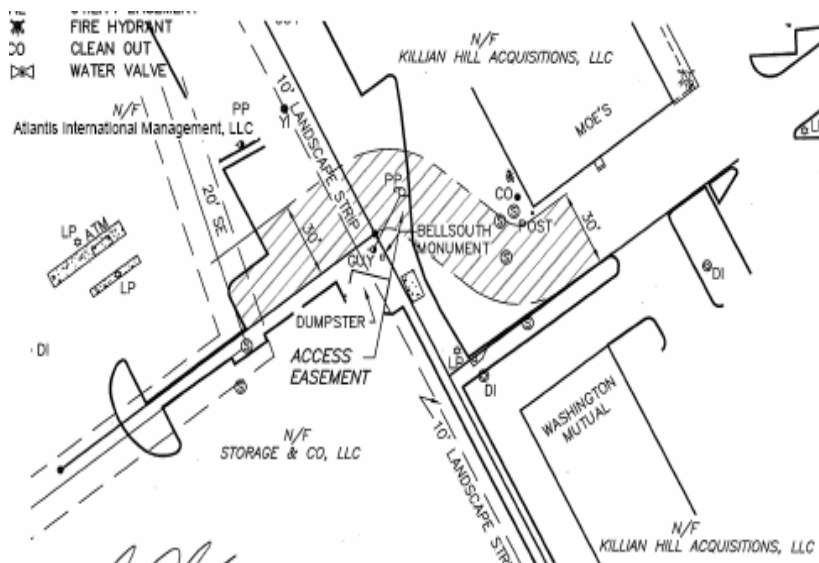 FIRE HYDRANT
CO CLEAN OUT
WATER VALVE
N/F
KILLIAN HILL ACQUISITIONS, LLC
N/F
Atlantis International Management, LLC
PP
YI
10' LANDSCAPE STRIP
MOE'S
20' SE
PP
CO
POST
30'
30'
LP
ATM
LP
BELLSOUTH
MONUMENT
GUY
S
S
S
DI
DI
DUMPSTER
S
S
S
LP
DI
ACCESS
EASEMENT
WASHINGTON
MUTUAL
N/F
STORAGE & CO, LLC
10' LANDSCAPE STR
N/F
KILLIAN HILL ACQUISITIONS, LLC